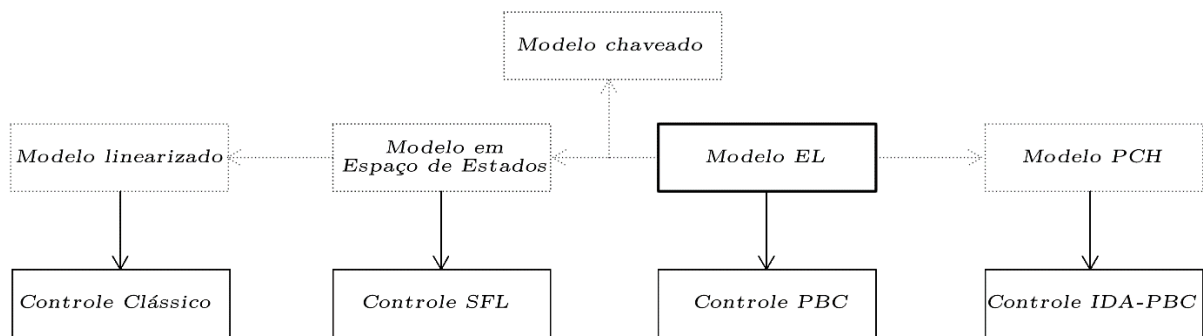 Modelo chaveado
Modelo linearizado
Modelo em
Espaço de Estados
Modelo EL
Modelo PCH
Controle Clássico
Controle SFL
Controle PBC
Controle IDA-PBC